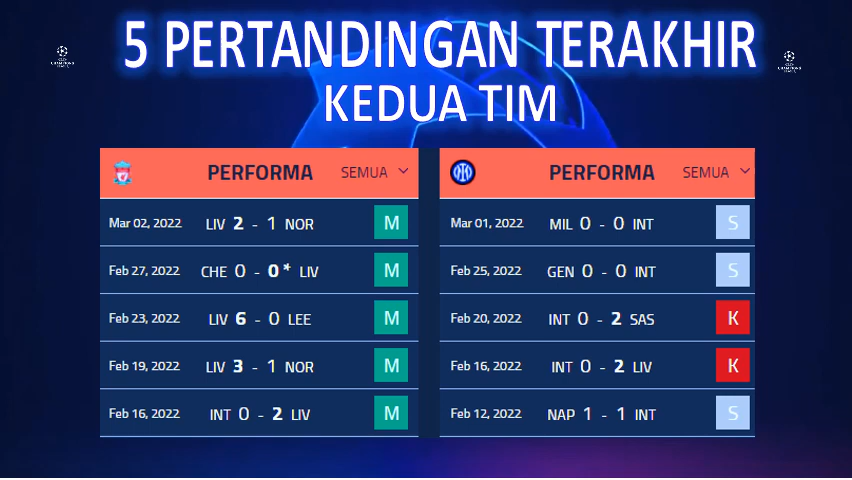 5 PERTANDINGAN TERAKHIR
KEDUA TIM
PERFORMA SEMUA
Mar 02, 2022 LIV 2 - 1 NOR M
Feb 27, 2022 CHE 0 - 0* LIV M
Feb 23, 2022 LIV 6 - 0 LEE M
Feb 19, 2022 LIV 3 - 1 NOR M
Feb 16, 2022 INT 0 - 2 LIV M
PERFORMA SEMUA
Mar 01, 2022 MIL 0 - 0 INT S
Feb 25, 2022 GEN 0 - 0 INT S
Feb 20, 2022 INT 0 - 2 SAS K
Feb 16, 2022 INT 0 - 2 LIV K
Feb 12, 2022 NAP 1 - 1 INT S